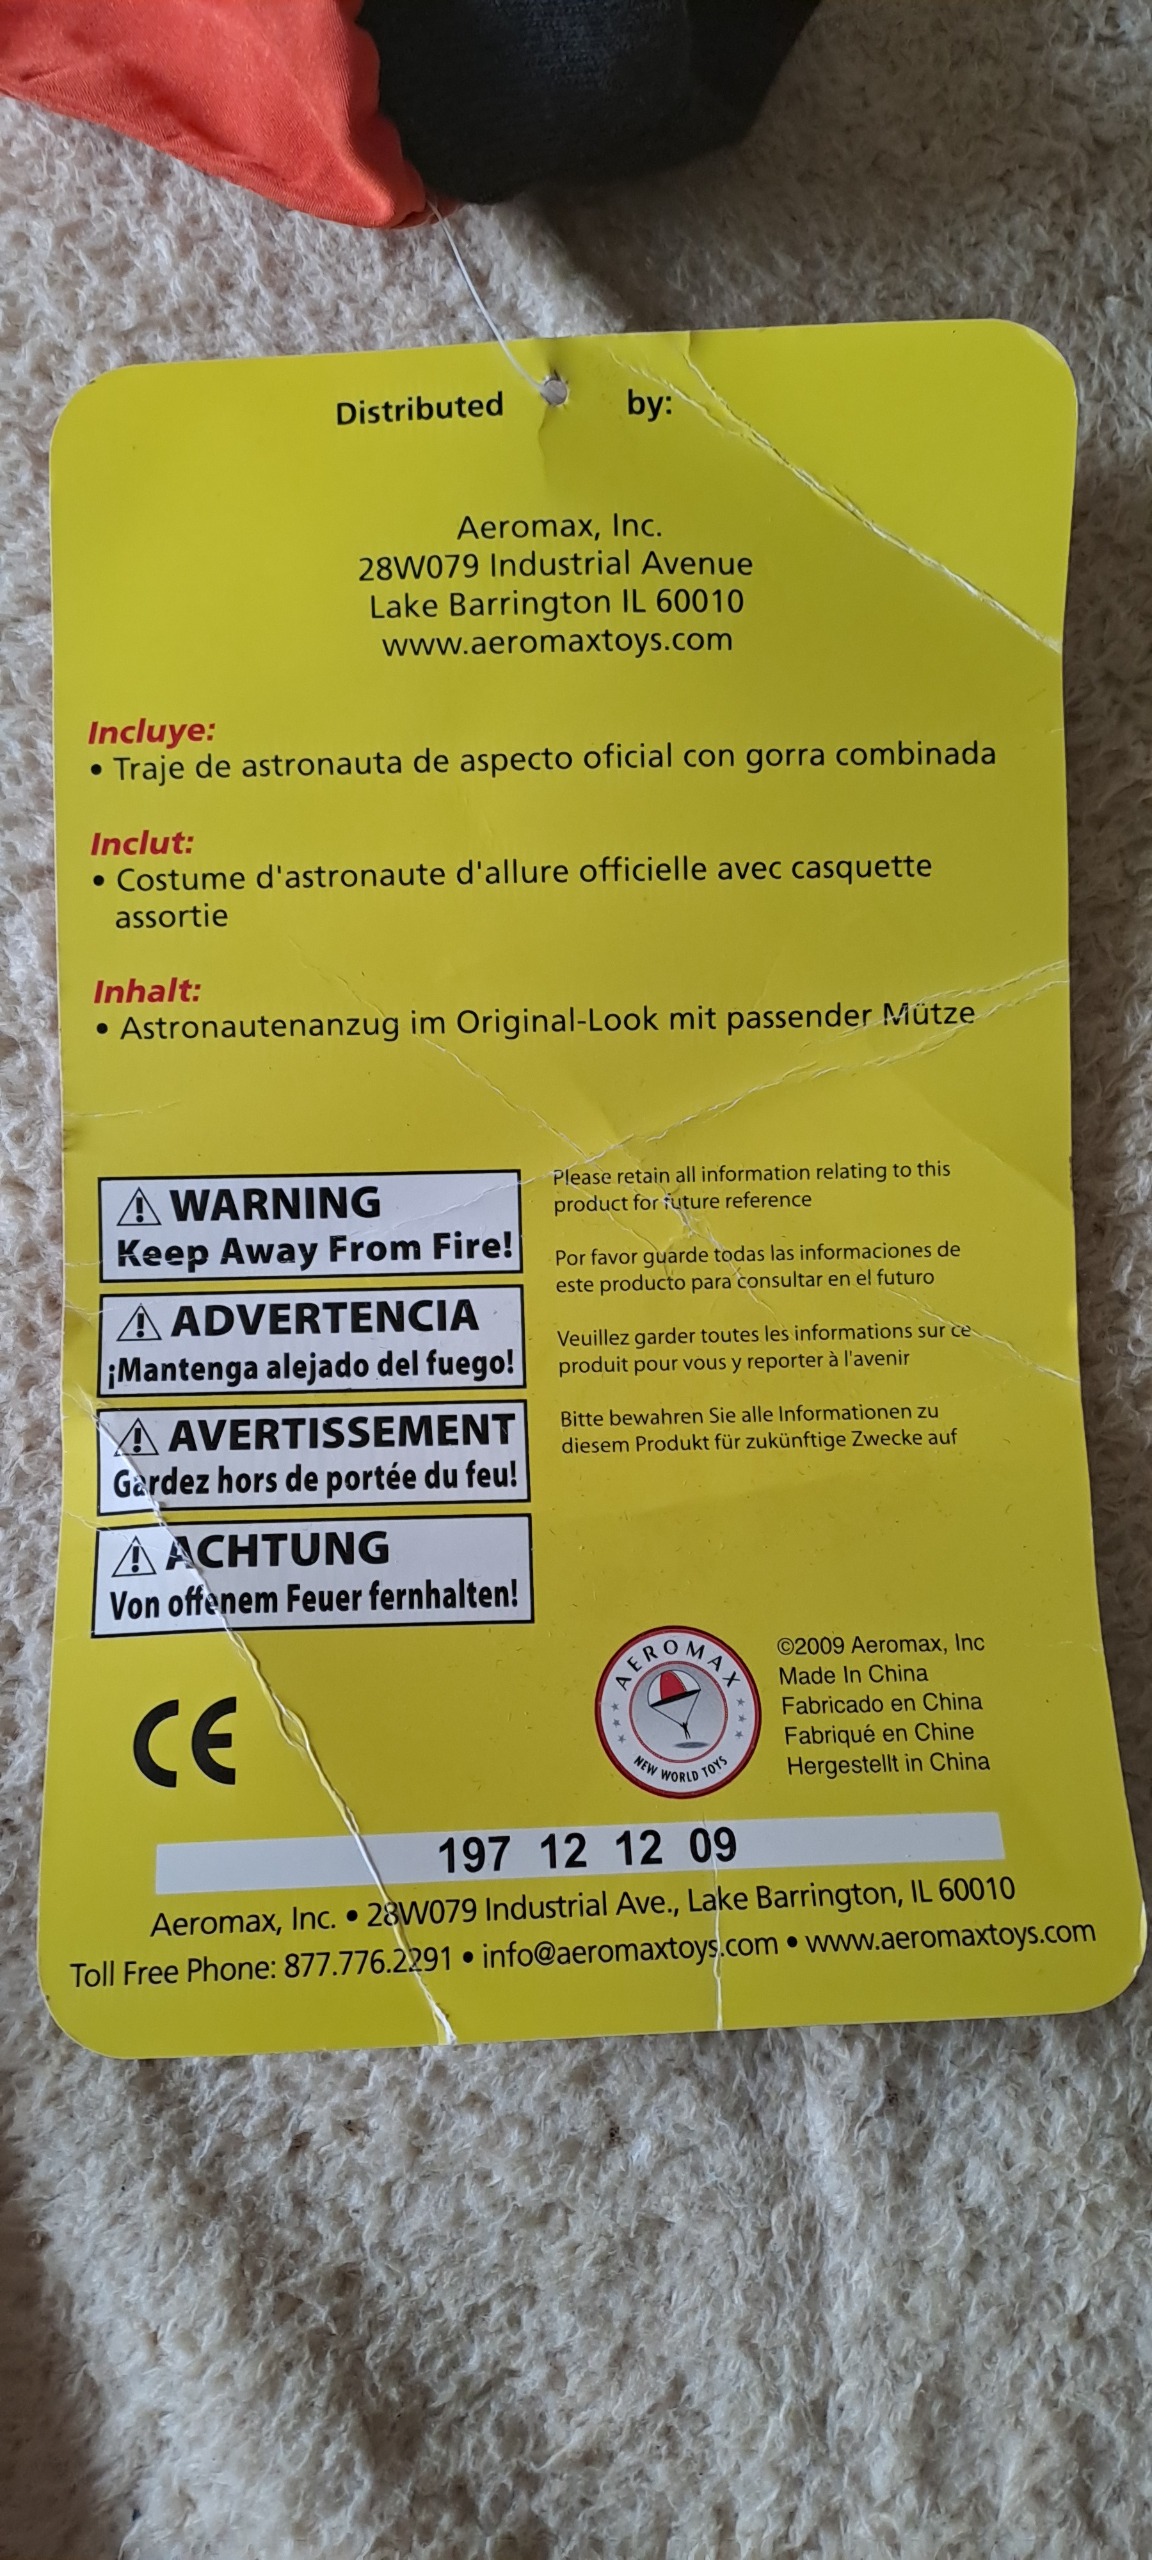 Distributed by:
Aeromax, Inc.
28W079 Industrial Avenue
Lake Barrington IL 60010
www.aeromaxtoys.com
Incluye:
• Traje de astronauta de aspecto oficial con gorra combinada
Inclut:
• Costume d'astronaute d'allure officielle avec casquette
assortie
Inhalt:
• Astronautenanzug im Original-Look mit passender Mütze
⚠ WARNING
Keep Away From Fire!
⚠ ADVERTENCIA
¡Mantenga alejado del fuego!
⚠ AVERTISSEMENT
Gardez hors de portée du feu!
⚠ ACHTUNG
Von offenem Feuer fernhalten!
Please retain all information relating to this
product for future reference
Por favor guarde todas las informaciones de
este producto para consultar en el futuro
Veuillez garder toutes les informations sur ce
produit pour vous y reporter à l'avenir
Bitte bewahren Sie alle Informationen zu
diesem Produkt für zukünftige Zwecke auf
CE
AEROMAX
NEW WORLD TOYS
©2009 Aeromax, Inc
Made In China
Fabricado en China
Fabriqué en Chine
Hergestellt in China
197 12 12 09
Aeromax, Inc. • 28W079 Industrial Ave., Lake Barrington, IL 60010
Toll Free Phone: 877.776.2291 • info@aeromaxtoys.com • www.aeromaxtoys.com